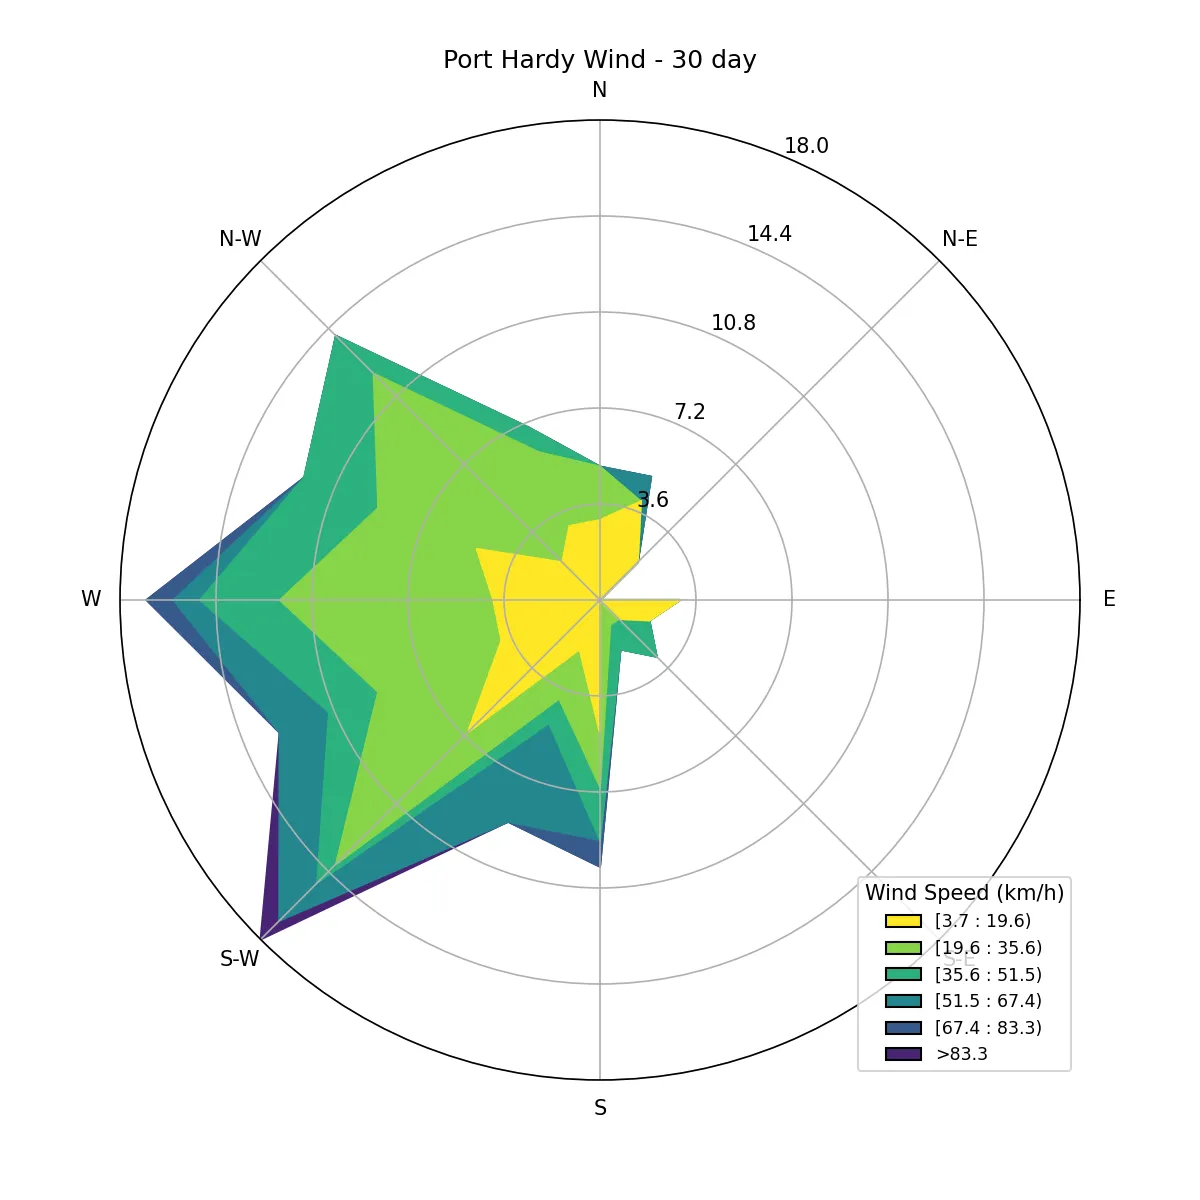 Port Hardy Wind - 30 day
N
18.0
14.4
N-W
N-E
10.8
7.2
3.6
W
E
S-W
S-E
S
Wind Speed (km/h)
[3.7 : 19.6)
[19.6 : 35.6)
[35.6 : 51.5)
[51.5 : 67.4)
[67.4 : 83.3)
>83.3